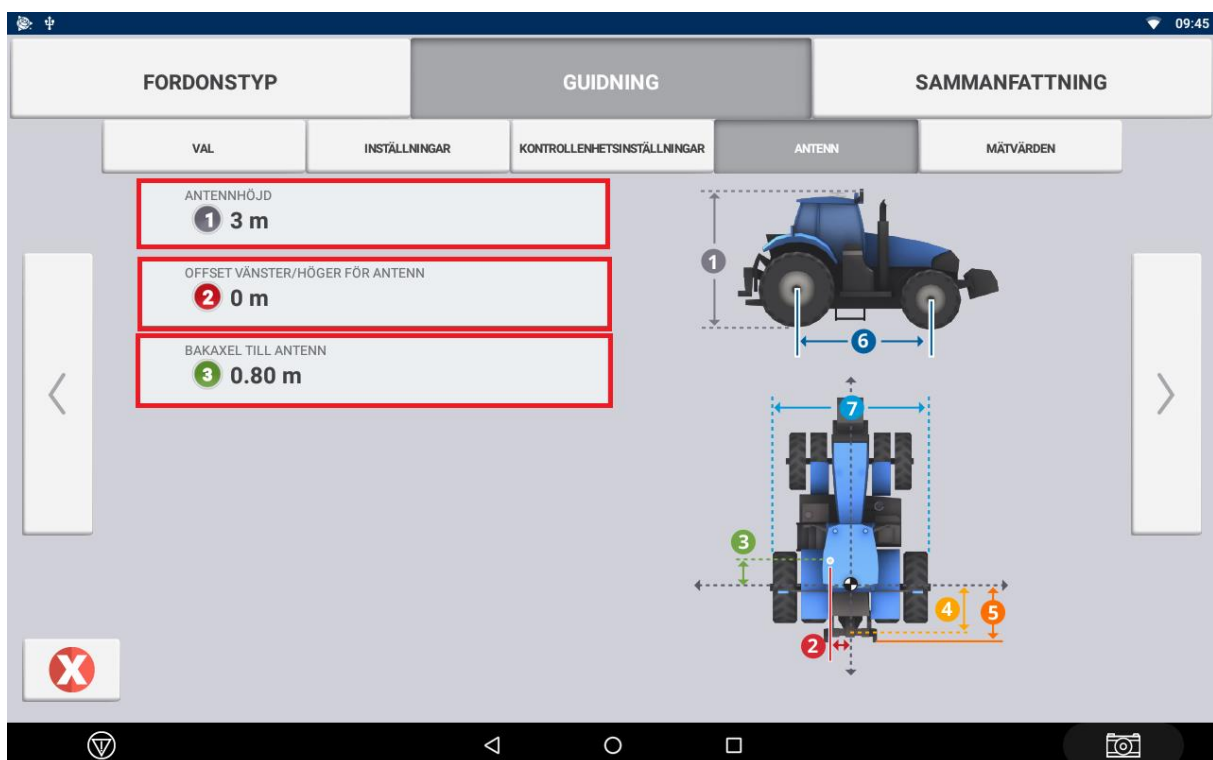 09:45
FORDONSTYP
GUIDNING
SAMMANFATTNING
VAL
INSTÄLLNINGAR
KONTROLLENHETSINSTÄLLNINGAR
ANTENN
MÄTVÄRDEN
ANTENNHÖJD
1 3 m
OFFSET VÄNSTER/HÖGER FÖR ANTENN
2 0 m
BAKAXEL TILL ANTENN
3 0.80 m
1
6
7
3
4
5
2
X